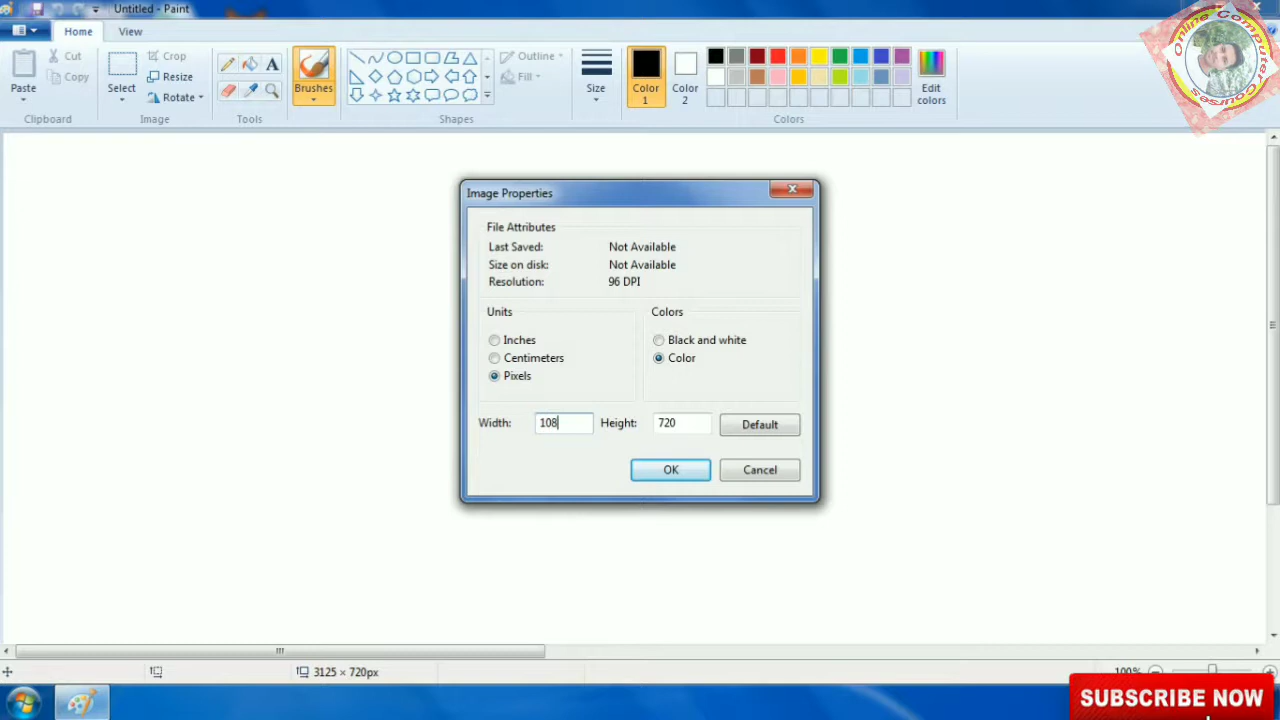 Untitled - Paint
Home View
Paste
Cut
Copy
Clipboard
Select
Crop
Resize
Rotate
Image
A
Tools
Brushes
Outline
Fill
Shapes
Size
Color 1
Color 2
Edit colors
Colors
Online Computer Courses
Image Properties
File Attributes
Last Saved: Not Available
Size on disk: Not Available
Resolution: 96 DPI
Units
Inches
Centimeters
Pixels
Colors
Black and white
Color
Width: 108 Height: 720 Default
OK Cancel
3125 × 720px
100%
SUBSCRIBE NOW